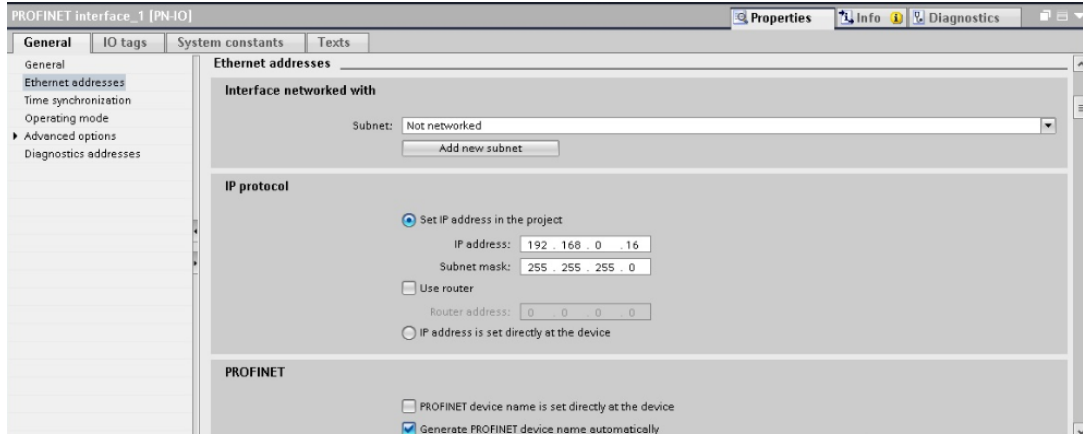 PROFINET interface_1 [PN-IO]
Properties
Info
Diagnostics
General
IO tags
System constants
Texts
General
Ethernet addresses
Time synchronization
Operating mode
Advanced options
Diagnostics addresses
Ethernet addresses
Interface networked with
Subnet: Not networked
Add new subnet
IP protocol
Set IP address in the project
IP address: 192 . 168 . 0 . 16
Subnet mask: 255 . 255 . 255 . 0
Use router
Router address: 0 . 0 . 0 . 0
IP address is set directly at the device
PROFINET
PROFINET device name is set directly at the device
Generate PROFINET device name automatically